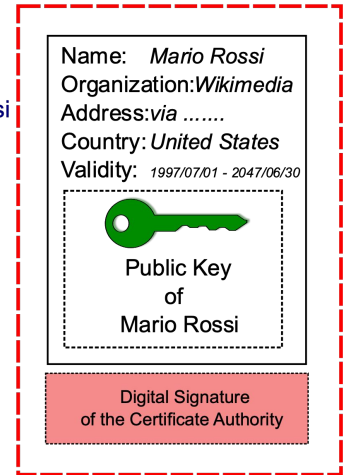 Name: Mario Rossi
Organization:Wikimedia
si
Address:via .......
Country: United States
Validity: 1997/07/01 - 2047/06/30
Public Key
of
Mario Rossi
Digital Signature
of the Certificate Authority